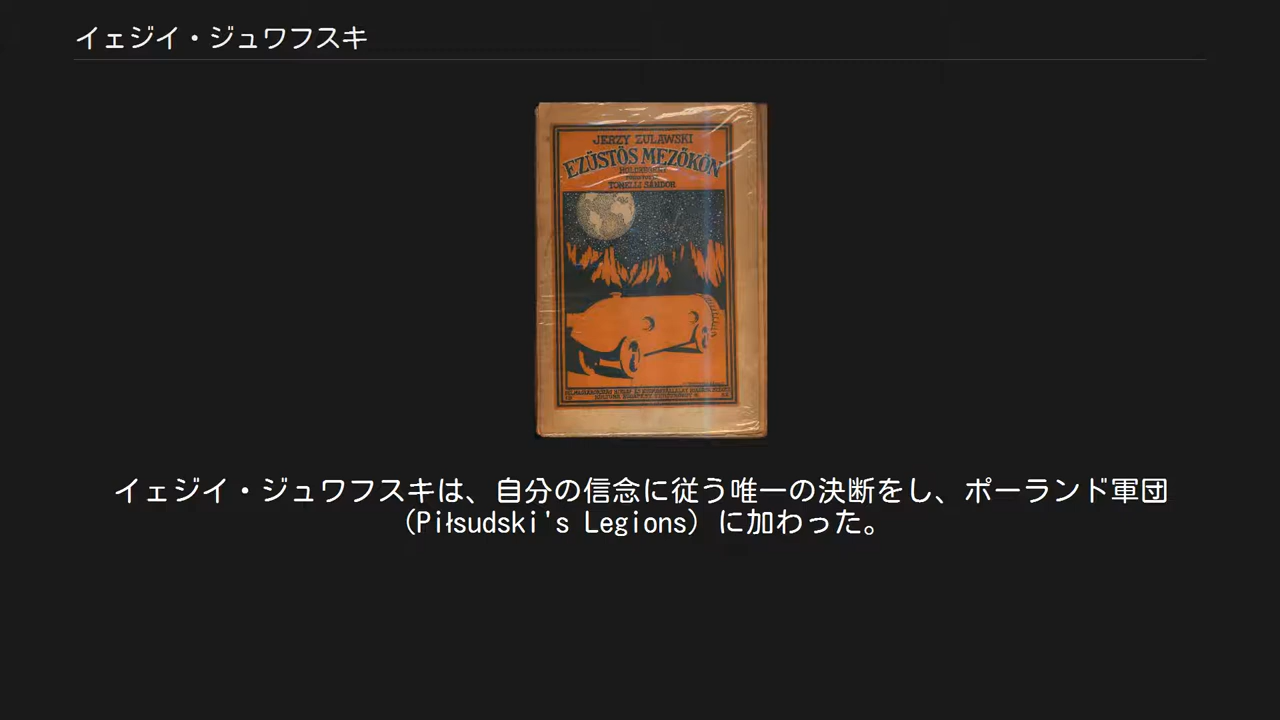 イェジイ・ジュワフスキ
JERZY ZULAWSKI
EZÜSTÖS MEZŐKÖN
TOMELLI SÁNDOR
イェジイ・ジュワフスキは、自分の信念に従う唯一の決断をし、ポーランド軍団
（Piłsudski's Legions）に加わった。